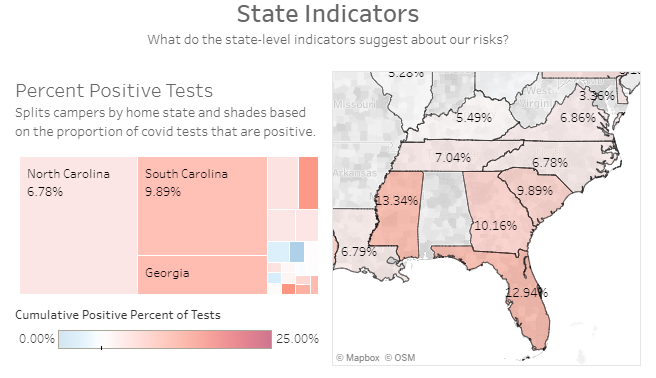 State Indicators
What do the state-level indicators suggest about our risks?
Percent Positive Tests
Splits campers by home state and shades based
on the proportion of covid tests that are positive.
North Carolina
6.78%
South Carolina
9.89%
Georgia
Cumulative Positive Percent of Tests
0.00%
25.00%
5.28%
3.36%
Missouri
West
Virginia
5.49%
6.86%
7.04%
6.78%
Arkansas
9.89%
13.34%
10.16%
6.79%
12.94%
© Mapbox © OSM